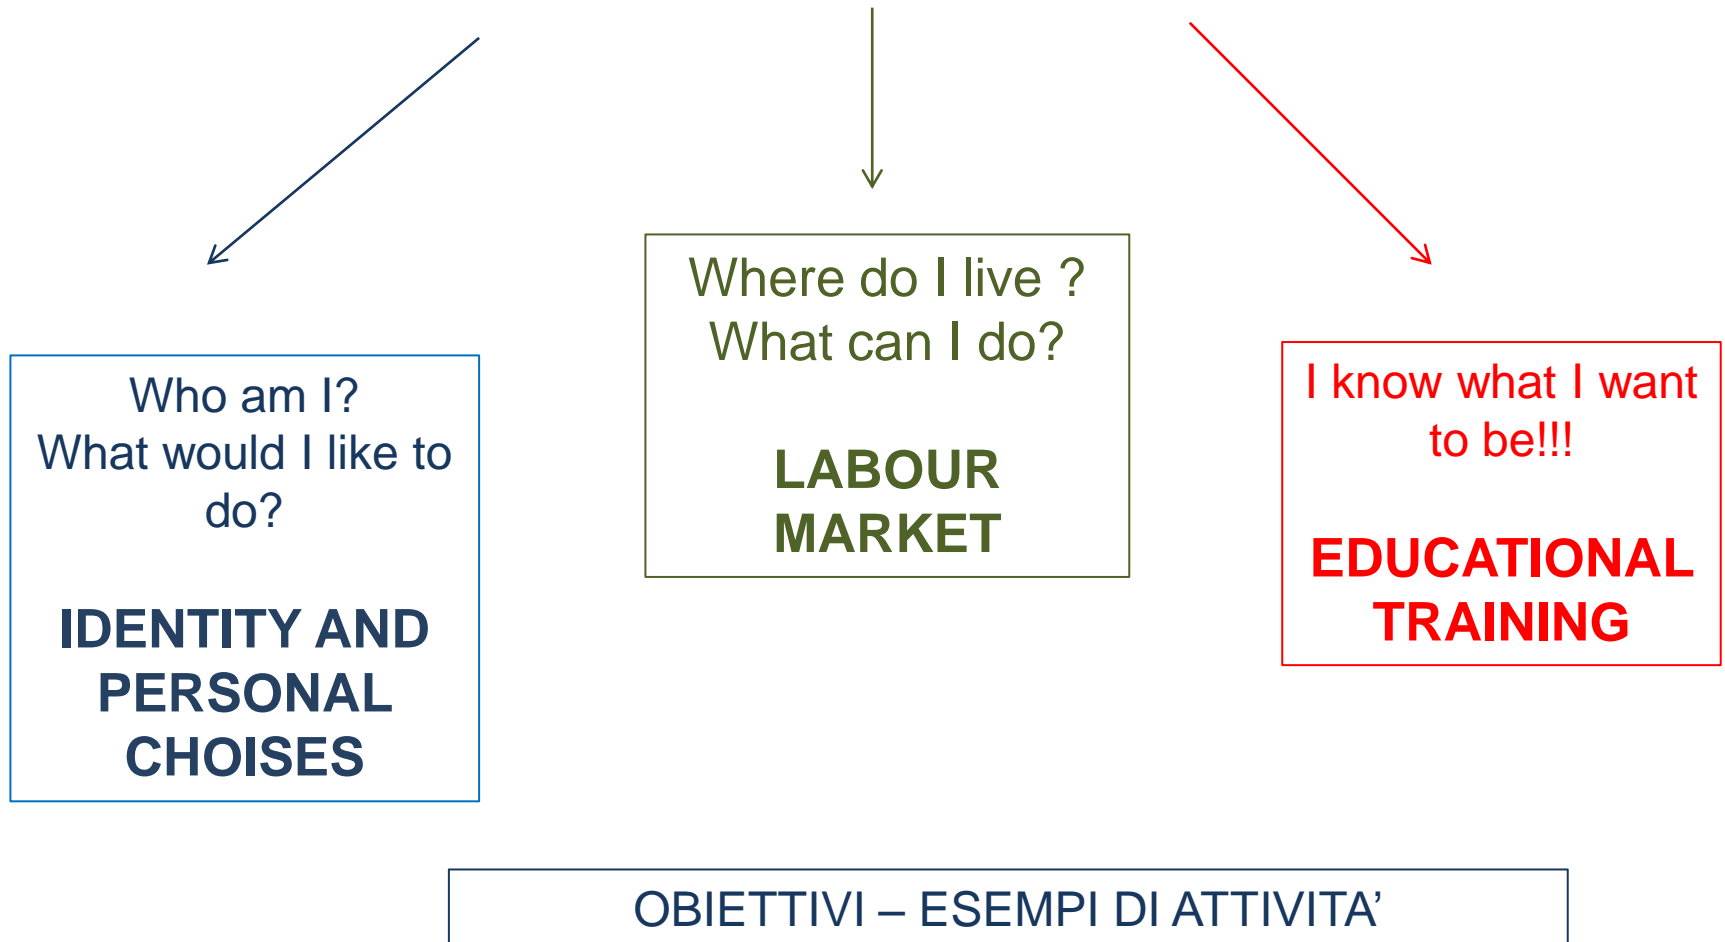 Who am I?
What would I like to
do?
IDENTITY AND
PERSONAL
CHOISES
Where do I live ?
What can I do?
LABOUR
MARKET
I know what I want
to be!!!
EDUCATIONAL
TRAINING
OBIETTIVI – ESEMPI DI ATTIVITA’